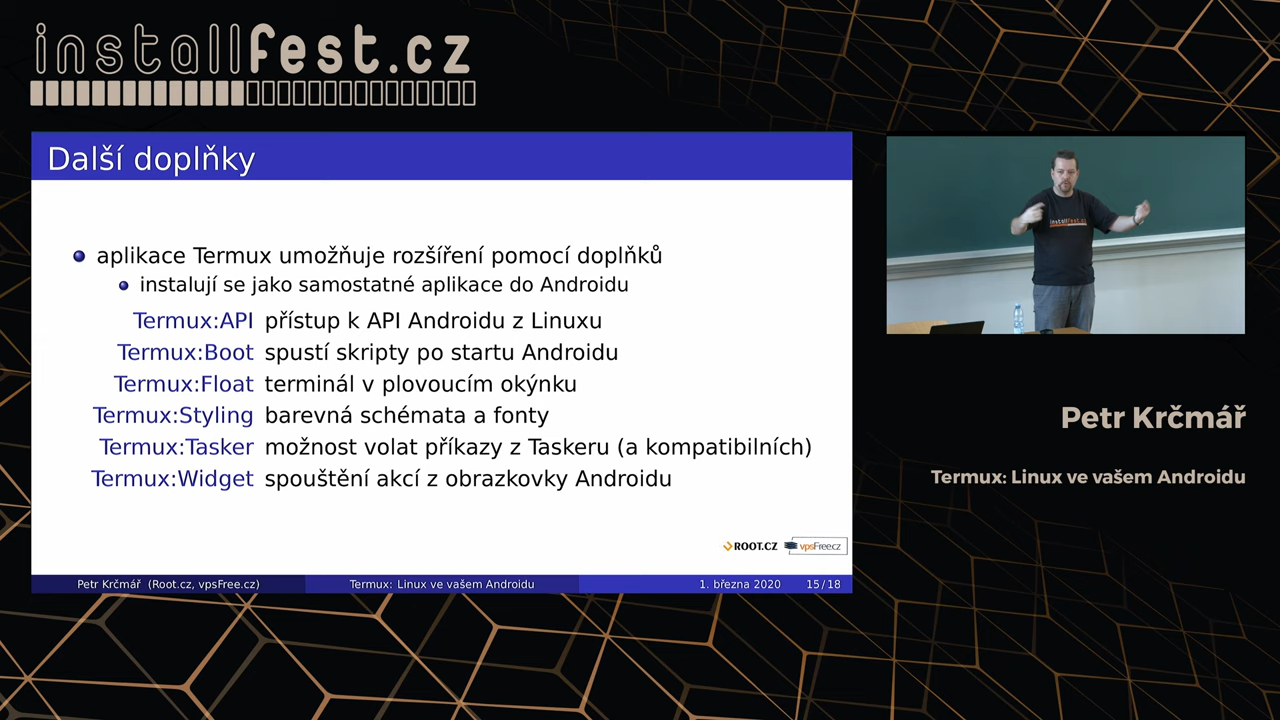 installfest.cz
Další doplňky
aplikace Termux umožňuje rozšíření pomocí doplňků
instalují se jako samostatné aplikace do Androidu
Termux:API přístup k API Androidu z Linuxu
Termux:Boot spustí skripty po startu Androidu
Termux:Float terminál v plovoucím okýnku
Termux:Styling barevná schémata a fonty
Termux:Tasker možnost volat příkazy z Taskeru (a kompatibilních)
Termux:Widget spouštění akcí z obrazovky Androidu
ROOT.CZ vpsFree.cz
Petr Krčmář (Root.cz, vpsFree.cz) Termux: Linux ve vašem Androidu 1. března 2020 15/18
installfest.cz
Petr Krčmář
Termux: Linux ve vašem Androidu